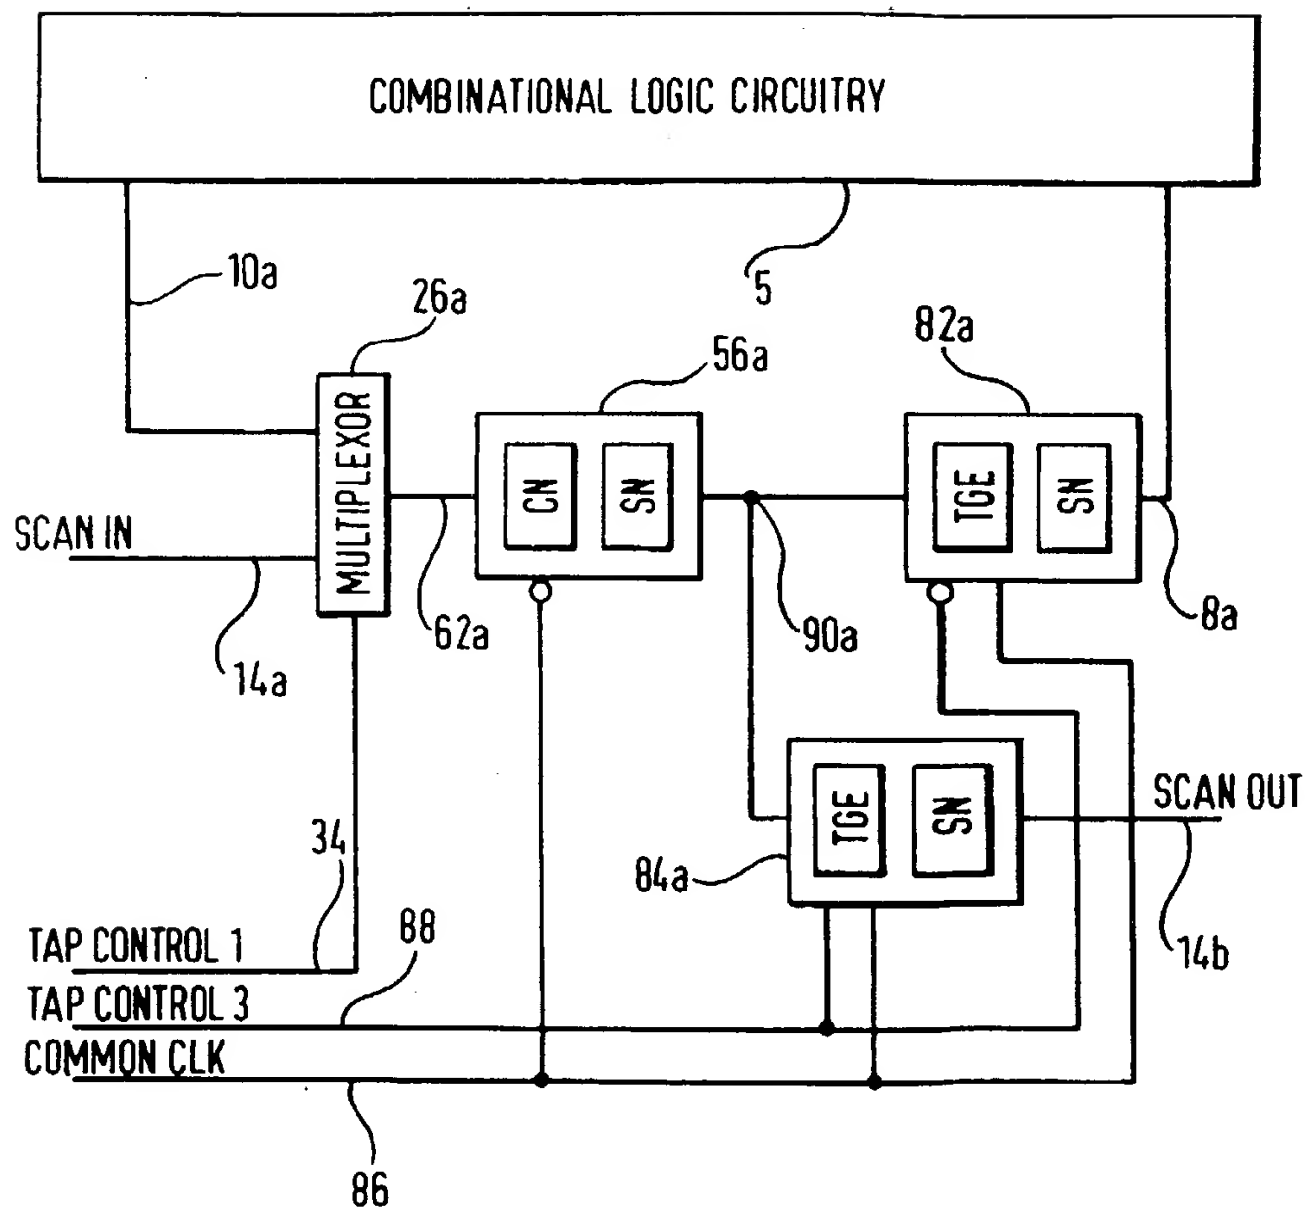 COMBINATIONAL LOGIC CIRCUITRY
10a
5
26a
82a
56a
MULTIPLEXOR
CN
SN
TGE
SN
SCAN IN
62a
90a
8a
14a
TGE
SN
SCAN OUT
34
84a
88
14b
TAP CONTROL 1
TAP CONTROL 3
COMMON CLK
86